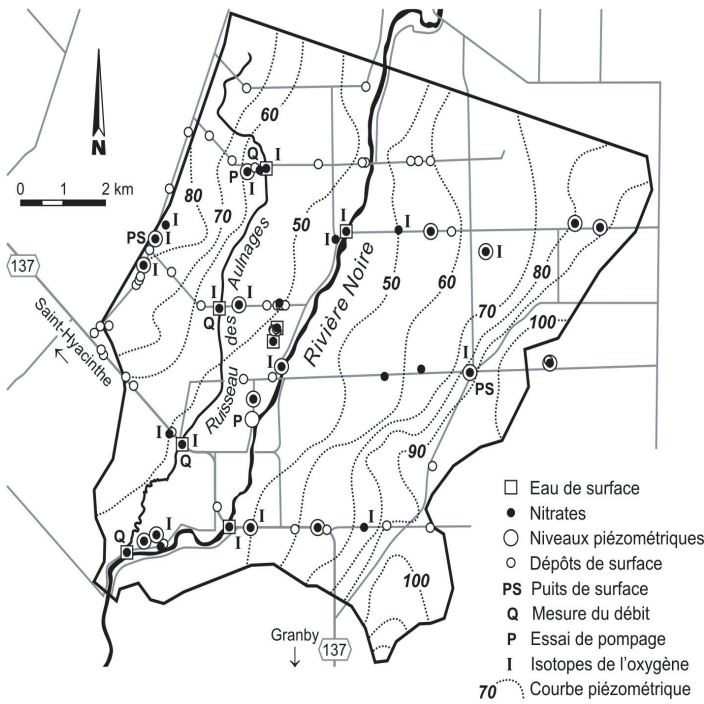 60
N
Q
I
P
I
0 1 2 km
80
70
50
I
PS
I
I
I
I
137
Saint-Hyacinthe
Ruisseau des Aulnages
Rivière Noire
50
60
80
70
100
I
I
Q
I
I
I
PS
P
I
I
Q
90
Q
I
I
I
I
100
Granby
137
Eau de surface
Nitrates
Niveaux piézométriques
Dépôts de surface
PS Puits de surface
Q Mesure du débit
P Essai de pompage
I Isotopes de l'oxygène
70 Courbe piézométrique